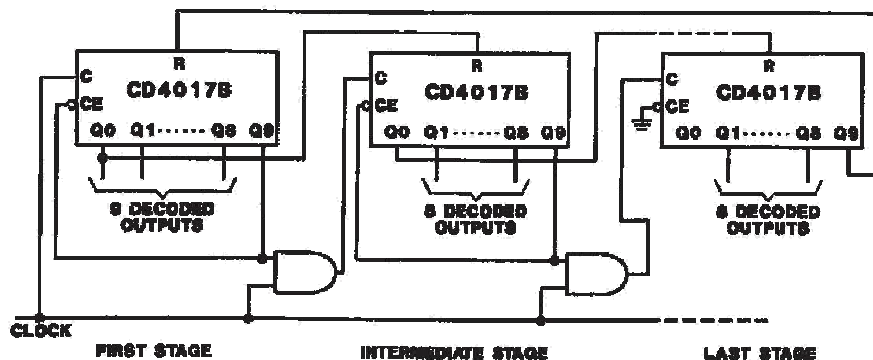 R R R
C CD4017B C CD4017B C CD4017B
CE CE CE
Q0 Q1 ······ Q8 Q9 Q0 Q1 ······ Q8 Q9 Q0 Q1 ······ Q8 Q9
9 DECODED 8 DECODED 8 DECODED
OUTPUTS OUTPUTS OUTPUTS
CLOCK
FIRST STAGE INTERMEDIATE STAGE LAST STAGE